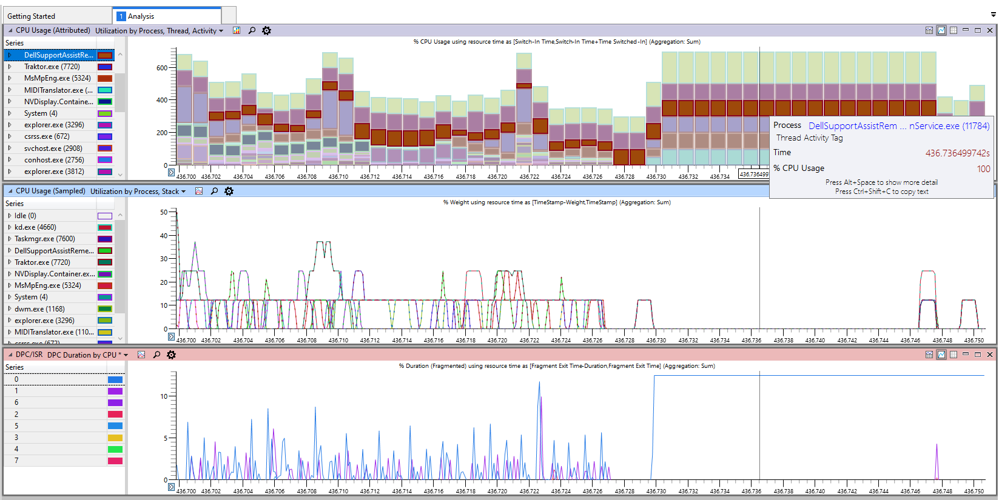 Getting Started
1 Analysis
CPU Usage (Attributed) Utilization by Process, Thread, Activity
Series
DellSupportAssistRe...
Traktor.exe (7720)
MsMpEng.exe (5324)
MIDITranslator.exe (...
NVDisplay.Containe...
System (4)
explorer.exe (3296)
csrss.exe (672)
svchost.exe (2908)
conhost.exe (2756)
explorer.exe (3812)
% CPU Usage using resource time as [Switch-In Time,Switch-In Time+Time Switched-In] (Aggregation: Sum)
600
400
200
0
436.700 436.702 436.704 436.706 436.708 436.710 436.712 436.714 436.716 436.718 436.720 436.722 436.724 436.726 436.728 436.730 436.732 436.734 436.736499
Process DellSupportAssistRem ... nService.exe (11784)
Thread Activity Tag
Time 436.736499742s
% CPU Usage 100
Press Alt+Space to show more detail
Press Ctrl+Shift+C to copy text
CPU Usage (Sampled) Utilization by Process, Stack
Series
Idle (0)
kd.exe (4660)
Taskmgr.exe (7600)
DellSupportAssistReme...
Traktor.exe (7720)
NVDisplay.Container.ex...
MsMpEng.exe (5324)
System (4)
dwm.exe (1168)
explorer.exe (3296)
MIDITranslator.exe (110...
csrss.exe (672)
% Weight using resource time as [TimeStamp-Weight,TimeStamp] (Aggregation: Sum)
50
40
30
20
10
0
436.700 436.702 436.704 436.706 436.708 436.710 436.712 436.714 436.716 436.718 436.720 436.722 436.724 436.726 436.728 436.730 436.732 436.734 436.736 436.738 436.740 436.742 436.744 436.746 436.748 436.750
DPC/ISR DPC Duration by CPU *
Series
0
1
6
2
5
3
4
7
% Duration (Fragmented) using resource time as [Fragment Exit Time-Duration,Fragment Exit Time] (Aggregation: Sum)
10
5
0
436.700 436.702 436.704 436.706 436.708 436.710 436.712 436.714 436.716 436.718 436.720 436.722 436.724 436.726 436.728 436.730 436.732 436.734 436.736 436.738 436.740 436.742 436.744 436.746 436.748 436.750